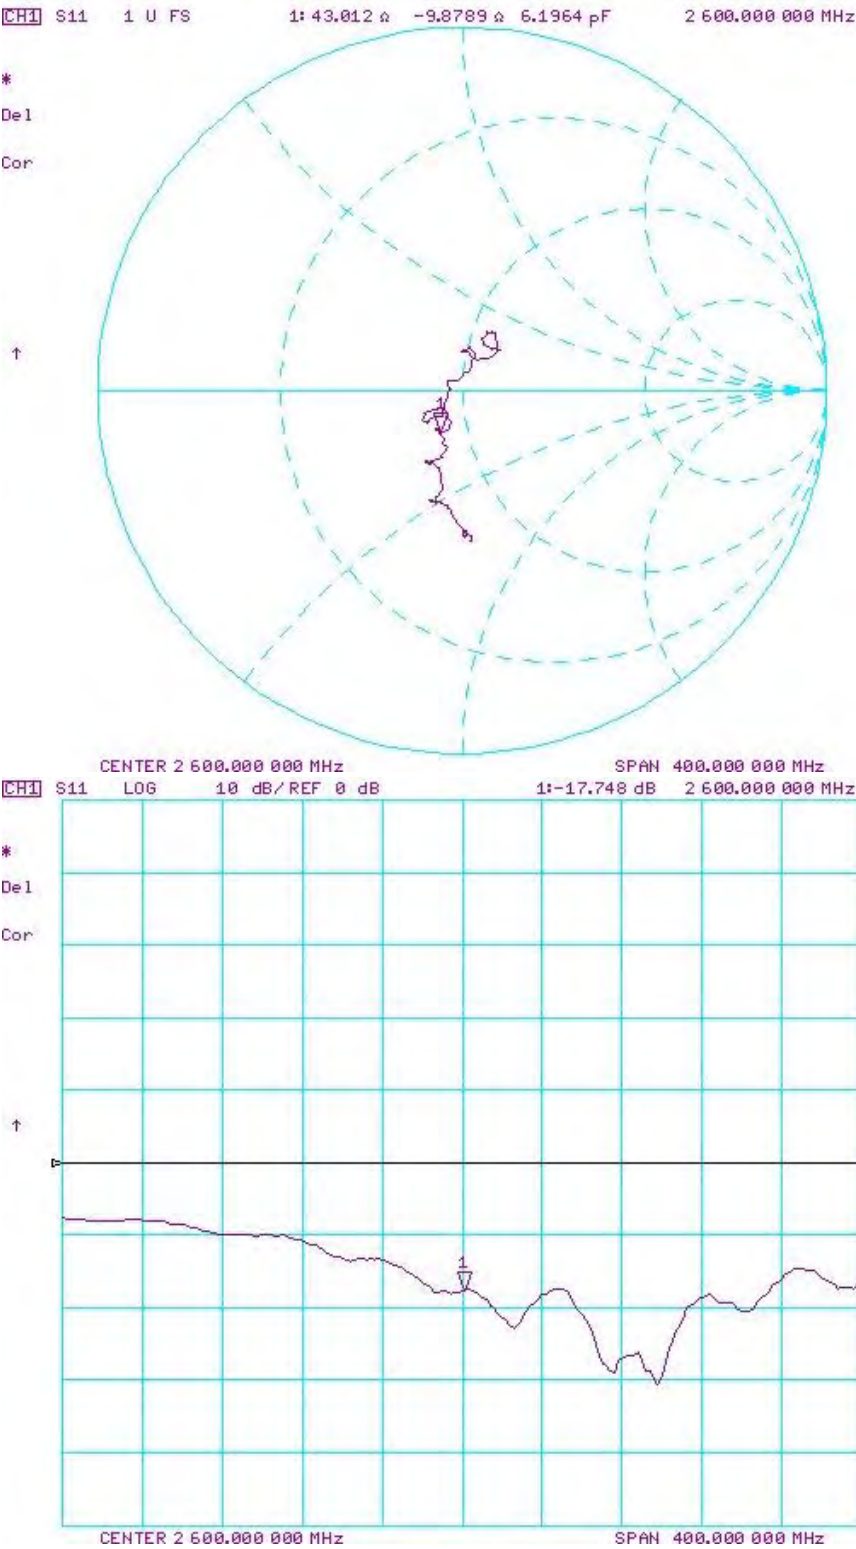 CH1 S11 1 U FS 1: 43.012 Ω -9.8789 Ω 6.1964 pF 2 600.000 000 MHz
*
Del
Cor
↑
1
CENTER 2 600.000 000 MHz SPAN 400.000 000 MHz
CH1 S11 LOG 10 dB/REF 0 dB 1:-17.748 dB 2 600.000 000 MHz
*
Del
Cor
↑
1
CENTER 2 600.000 000 MHz SPAN 400.000 000 MHz